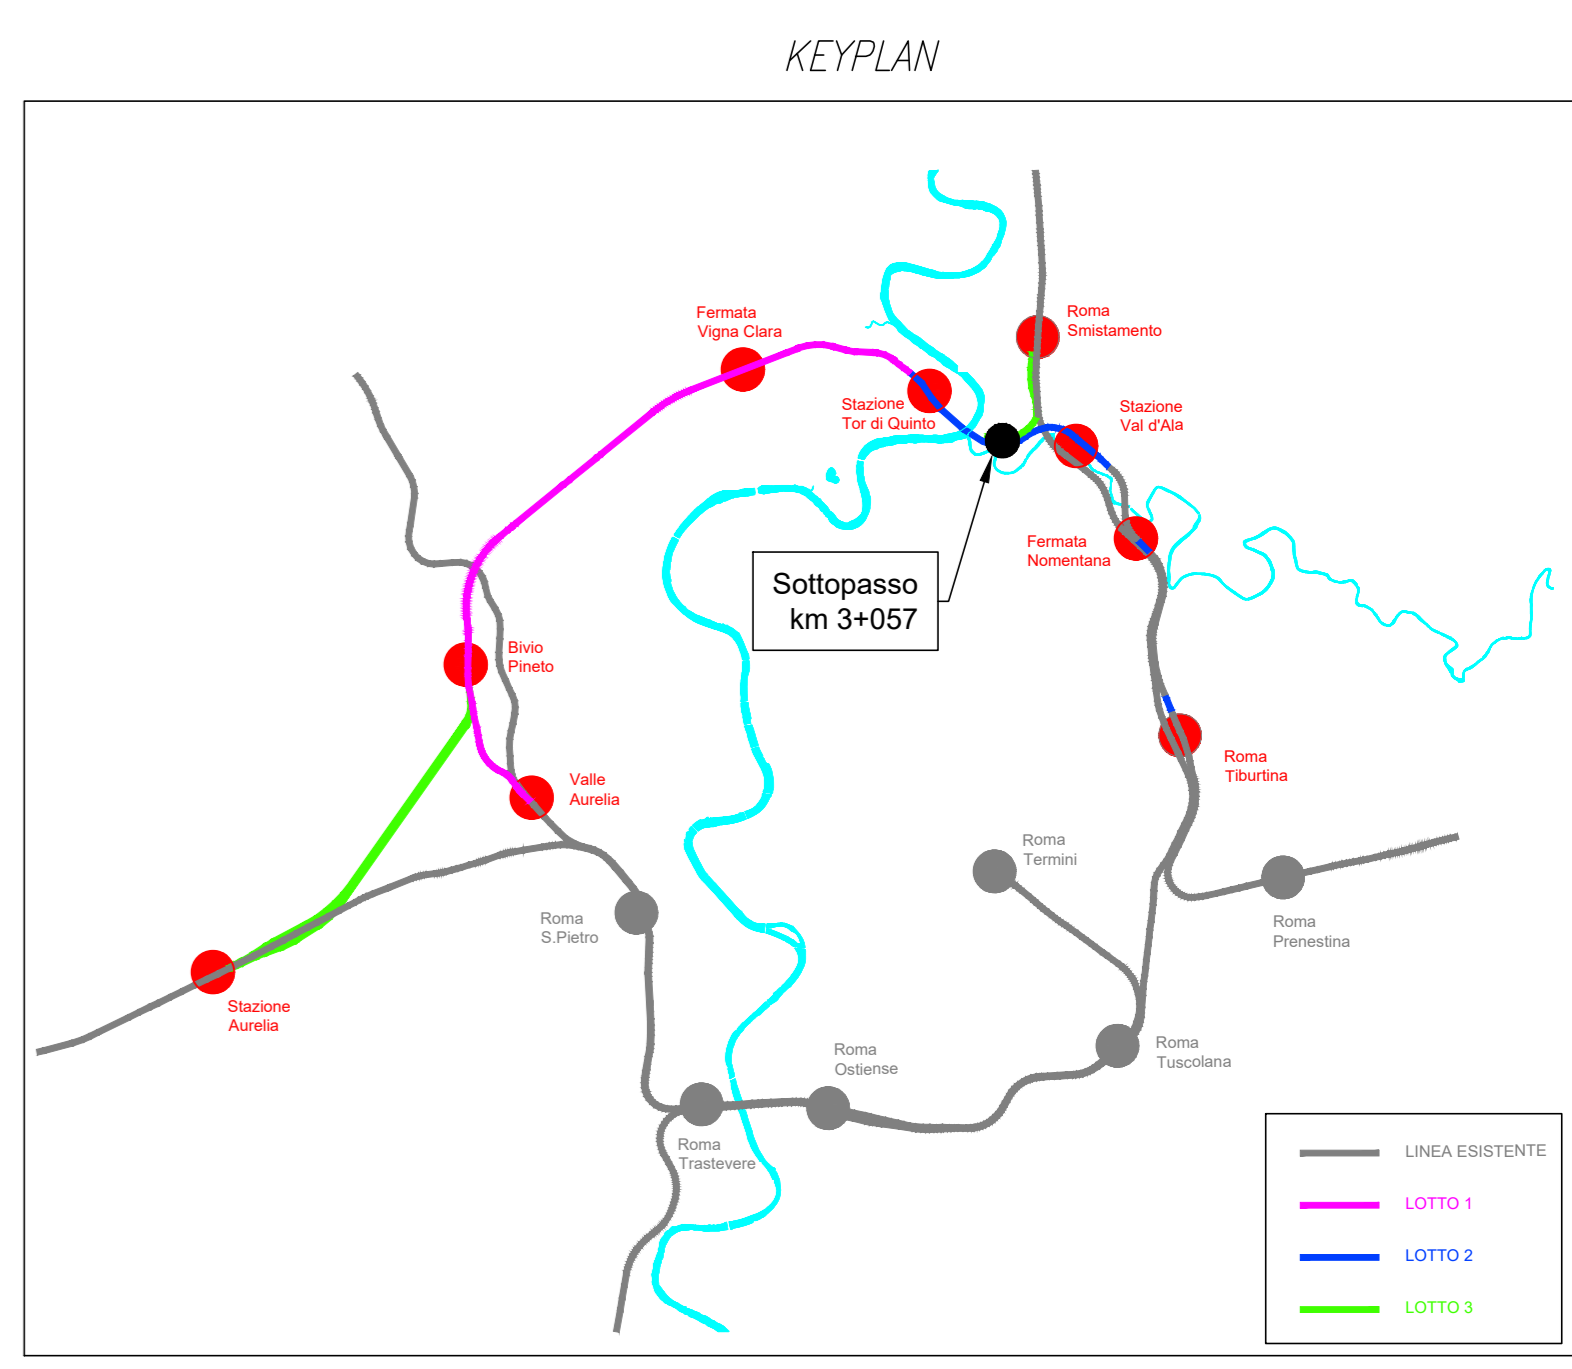 KEYPLAN
Roma
Smistamento
Fermata
Vigna Clara
Stazione
Tor di Quinto
Stazione
Val d'Ala
Fermata
Nomentana
Sottopasso
km 3+057
Bivio
Pineto
Valle
Aurelia
Roma
Tiburtina
Roma
Termini
Roma
S.Pietro
Roma
Prenestina
Stazione
Aurelia
Roma
Ostiense
Roma
Tuscolana
Roma
Trastevere
LINEA ESISTENTE
LOTTO 1
LOTTO 2
LOTTO 3